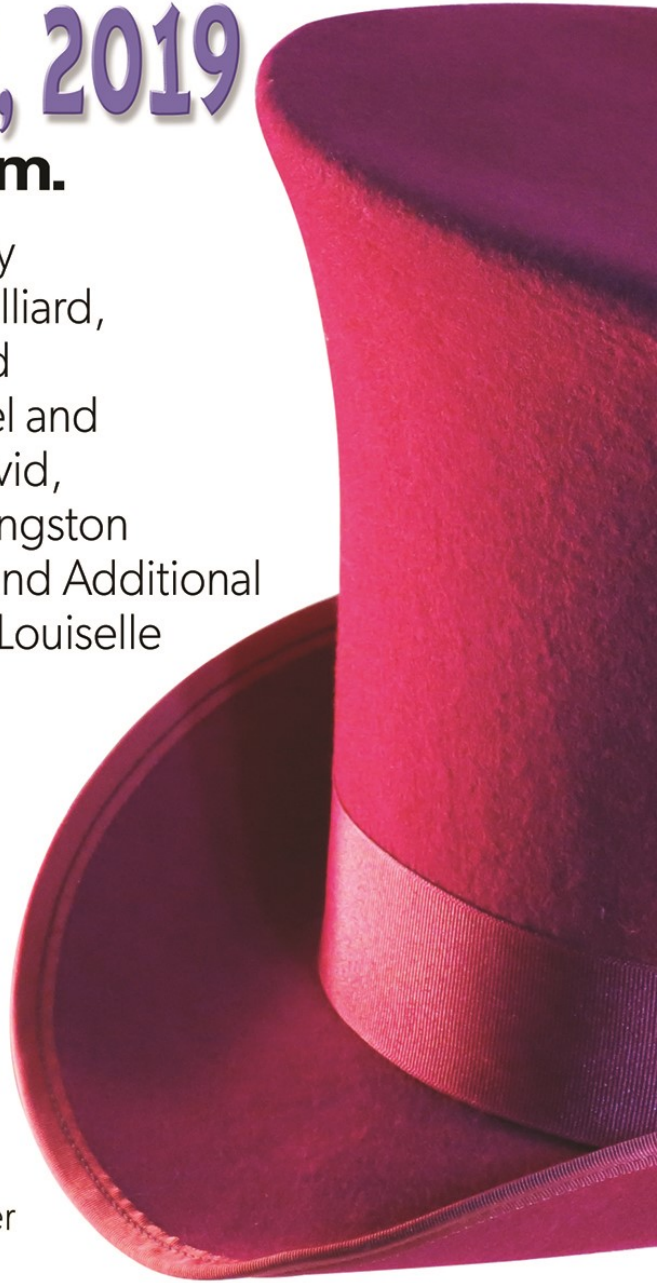 , 2019
m.
y
lliard,
d
el and
vid,
ngston
nd Additional
Louiselle
er